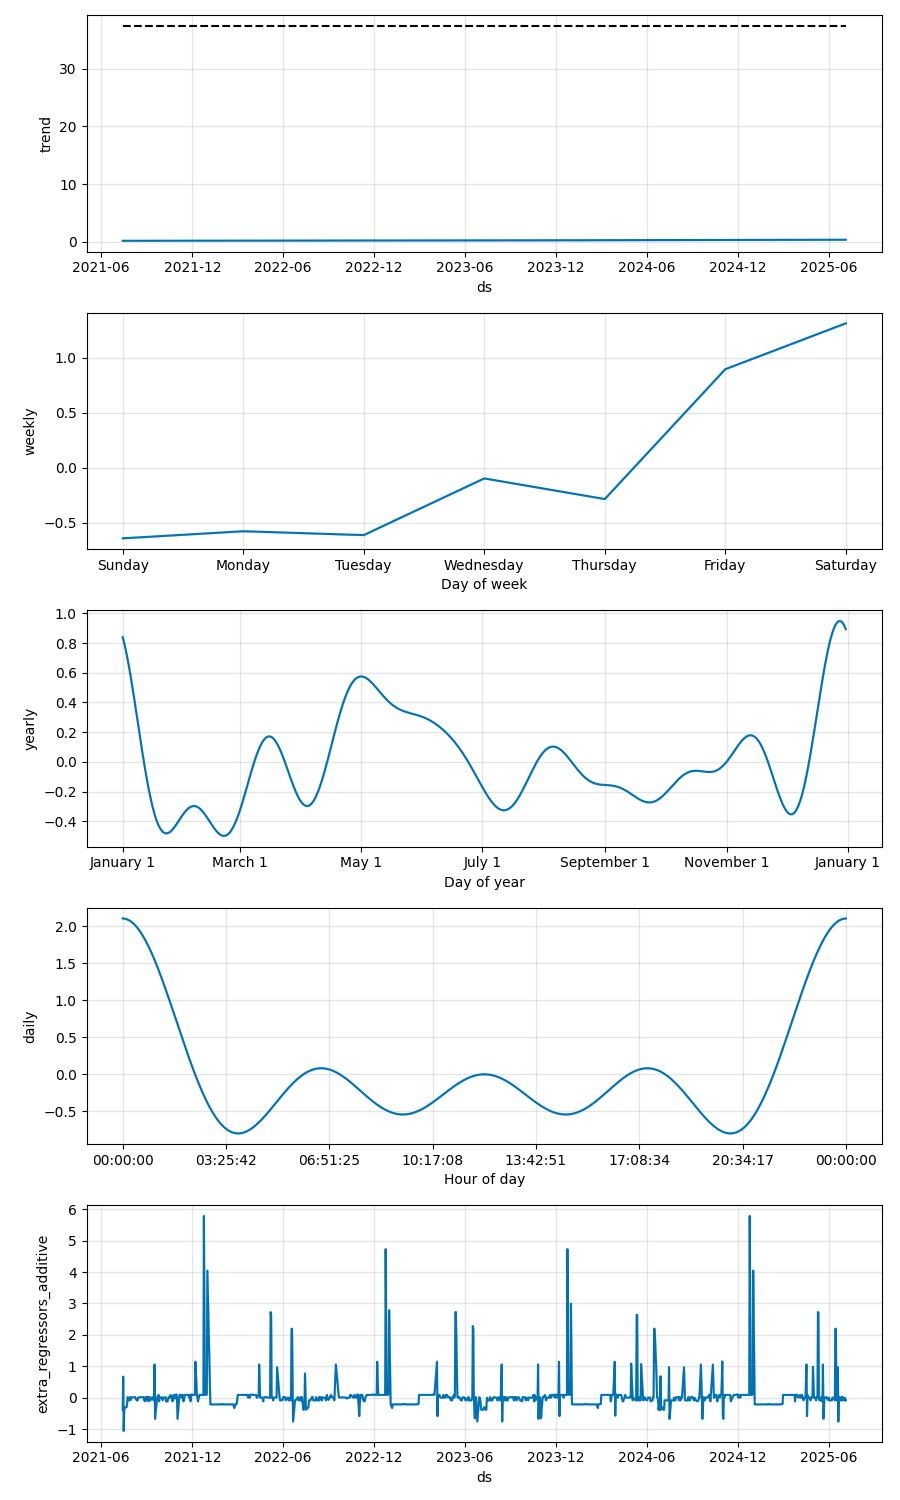 trend
30
20
10
0
2021-06 2021-12 2022-06 2022-12 2023-06 2023-12 2024-06 2024-12 2025-06
ds
weekly
1.0
0.5
0.0
−0.5
Sunday Monday Tuesday Wednesday Thursday Friday Saturday
Day of week
yearly
1.0
0.8
0.6
0.4
0.2
0.0
−0.2
−0.4
January 1 March 1 May 1 July 1 September 1 November 1 January 1
Day of year
daily
2.0
1.5
1.0
0.5
0.0
−0.5
00:00:00 03:25:42 06:51:25 10:17:08 13:42:51 17:08:34 20:34:17 00:00:00
Hour of day
extra_regressors_additive
6
5
4
3
2
1
0
−1
2021-06 2021-12 2022-06 2022-12 2023-06 2023-12 2024-06 2024-12 2025-06
ds